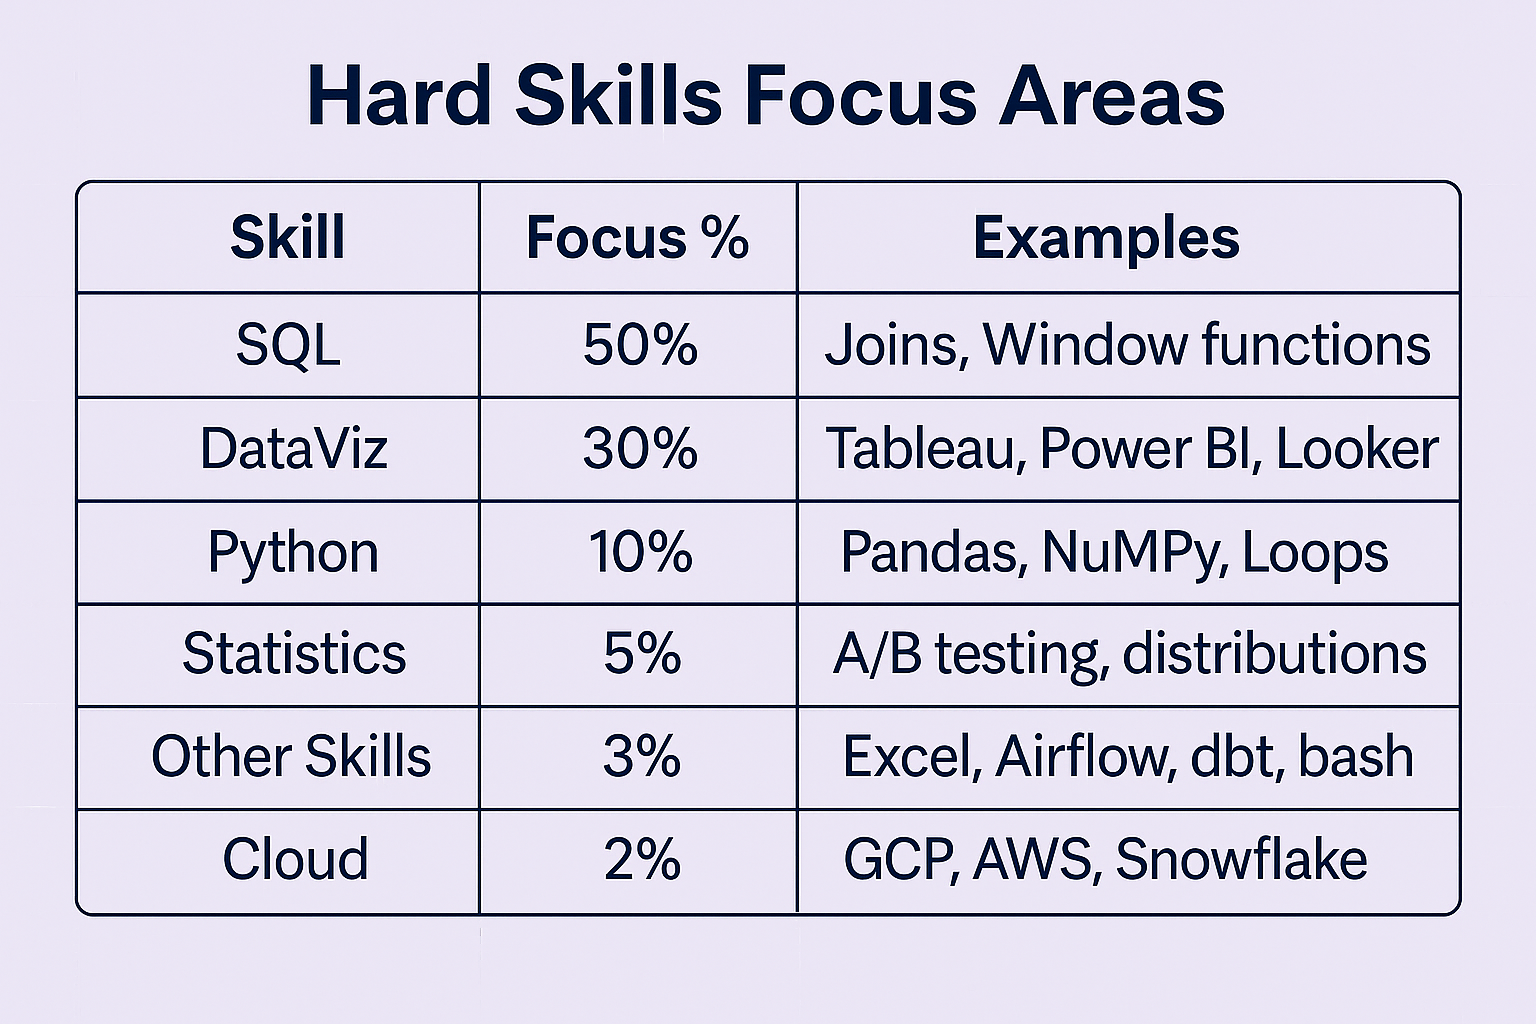 Hard Skills Focus Areas
Skill Focus % Examples
SQL 50% Joins, Window functions
DataViz 30% Tableau, Power BI, Looker
Python 10% Pandas, NuMPy, Loops
Statistics 5% A/B testing, distributions
Other Skills 3% Excel, Airflow, dbt, bash
Cloud 2% GCP, AWS, Snowflake